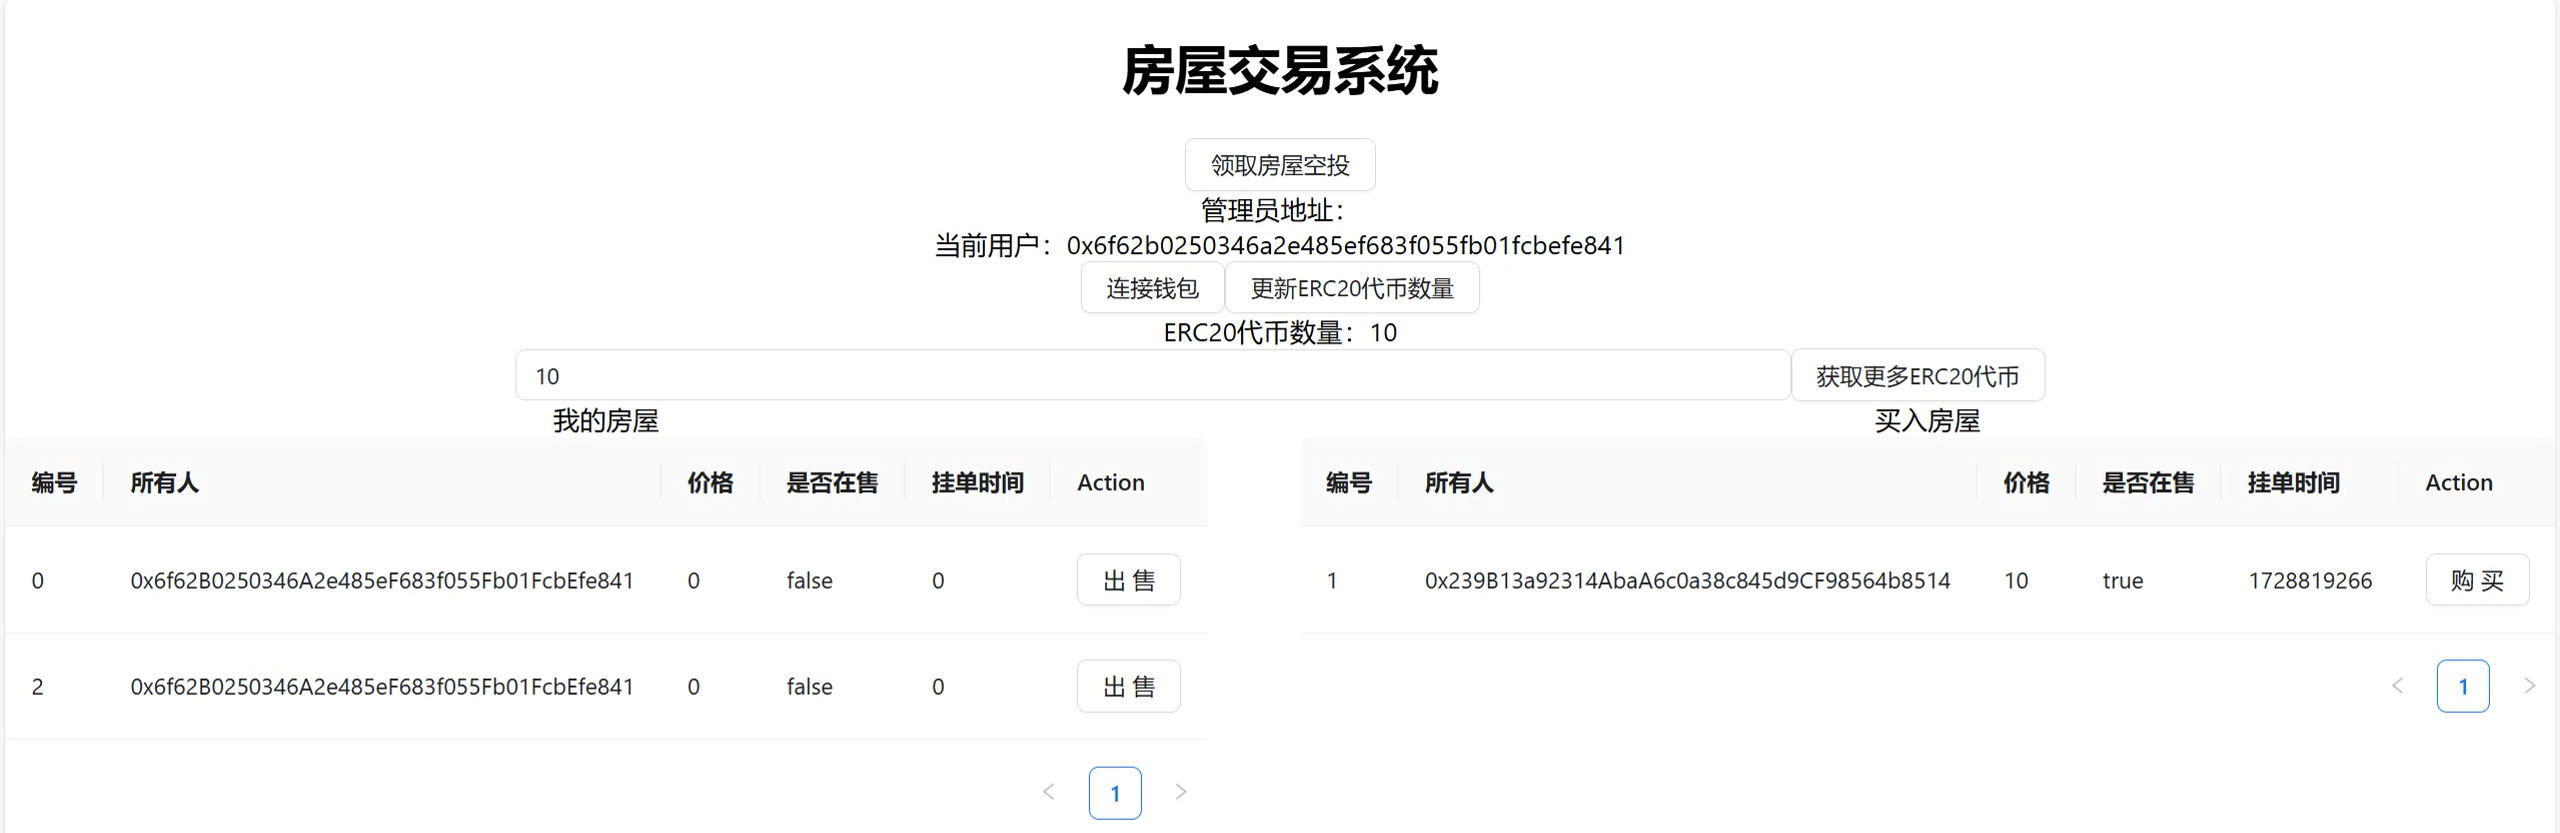 房屋交易系统
领取房屋空投
管理员地址：
当前用户：0x6f62b0250346a2e485ef683f055fb01fcbefe841
连接钱包 更新ERC20代币数量
ERC20代币数量：10
10 获取更多ERC20代币
我的房屋
编号 所有人 价格 是否在售 挂单时间 Action
0 0x6f62B0250346A2e485eF683f055Fb01FcbEfe841 0 false 0 出 售
2 0x6f62B0250346A2e485eF683f055Fb01FcbEfe841 0 false 0 出 售
< 1 >
买入房屋
编号 所有人 价格 是否在售 挂单时间 Action
1 0x239B13a92314AbaA6c0a38c845d9CF98564b8514 10 true 1728819266 购 买
< 1 >